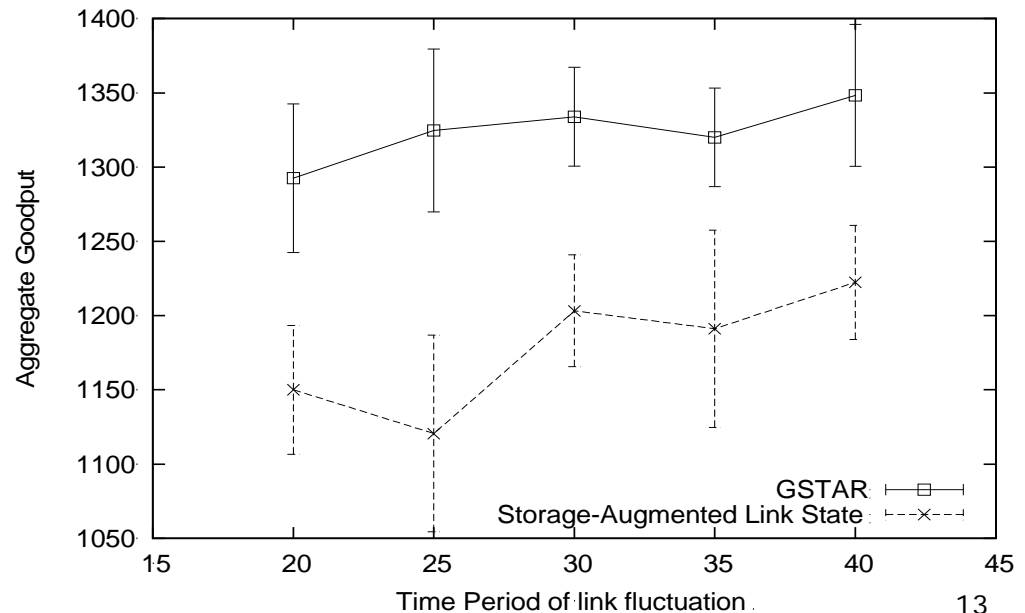 1400
1350
1300
1250
1200
1150
1100
1050
Aggregate Goodput
GSTAR
Storage-Augmented Link State
15 20 25 30 35 40 45
Time Period of link fluctuation
13